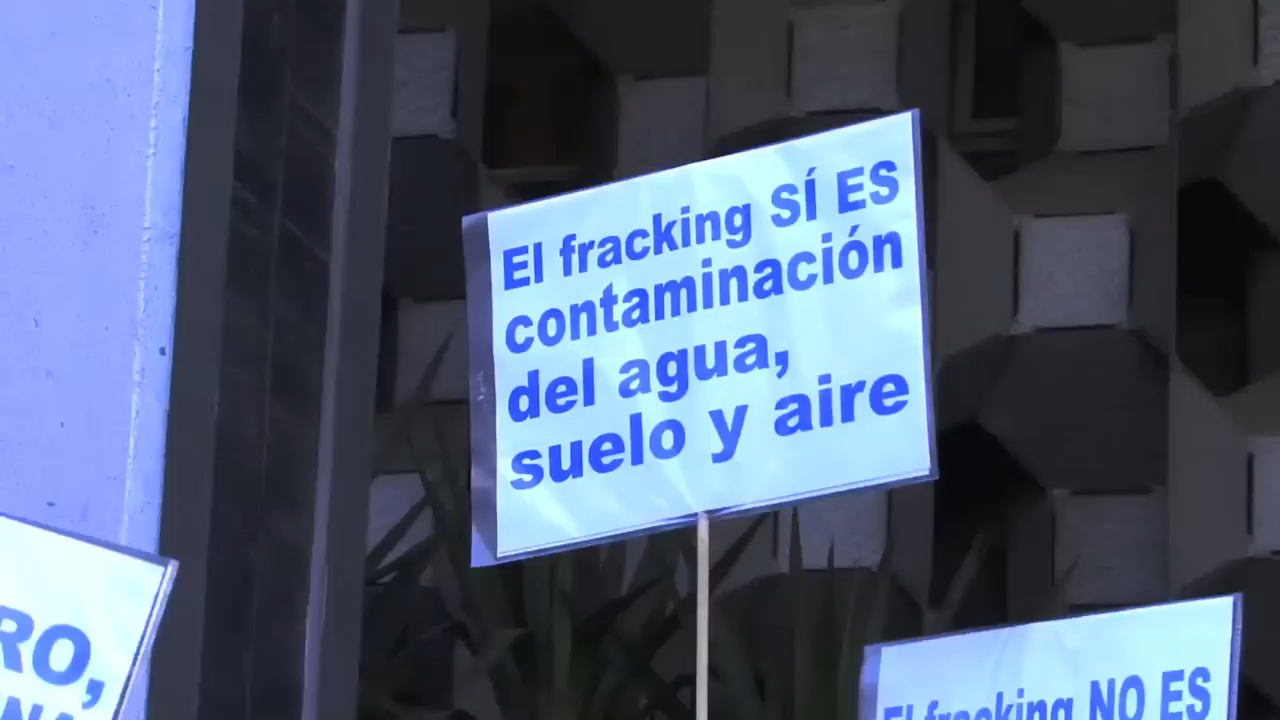 El fracking SÍ ES
contaminación
del agua,
suelo y aire
El fracking NO ES
RO,